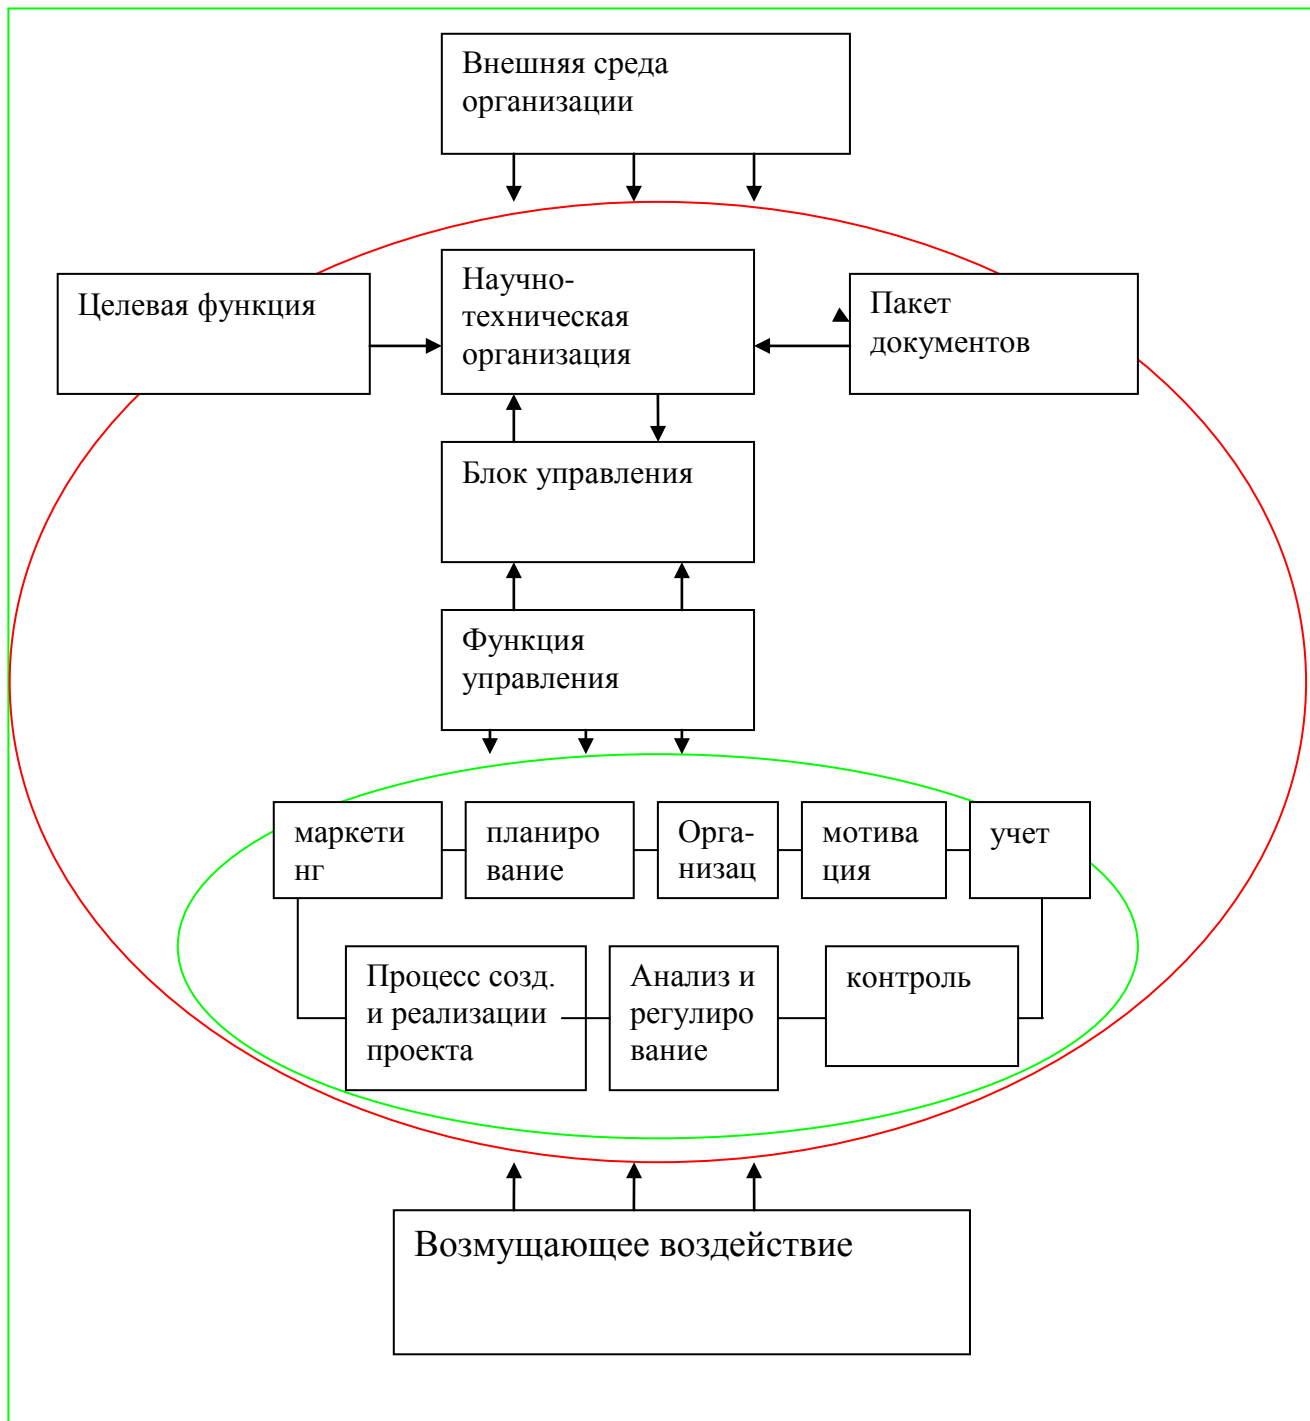 Внешняя среда
организации
Целевая функция
Научно-
техническая
организация
Пакет
документов
Блок управления
Функция
управления
маркети
нг
планиро
вание
Орга-
низац
мотива
ция
учет
Процесс созд.
и реализации
проекта
Анализ и
регулиро
вание
контроль
Возмущающее воздействие